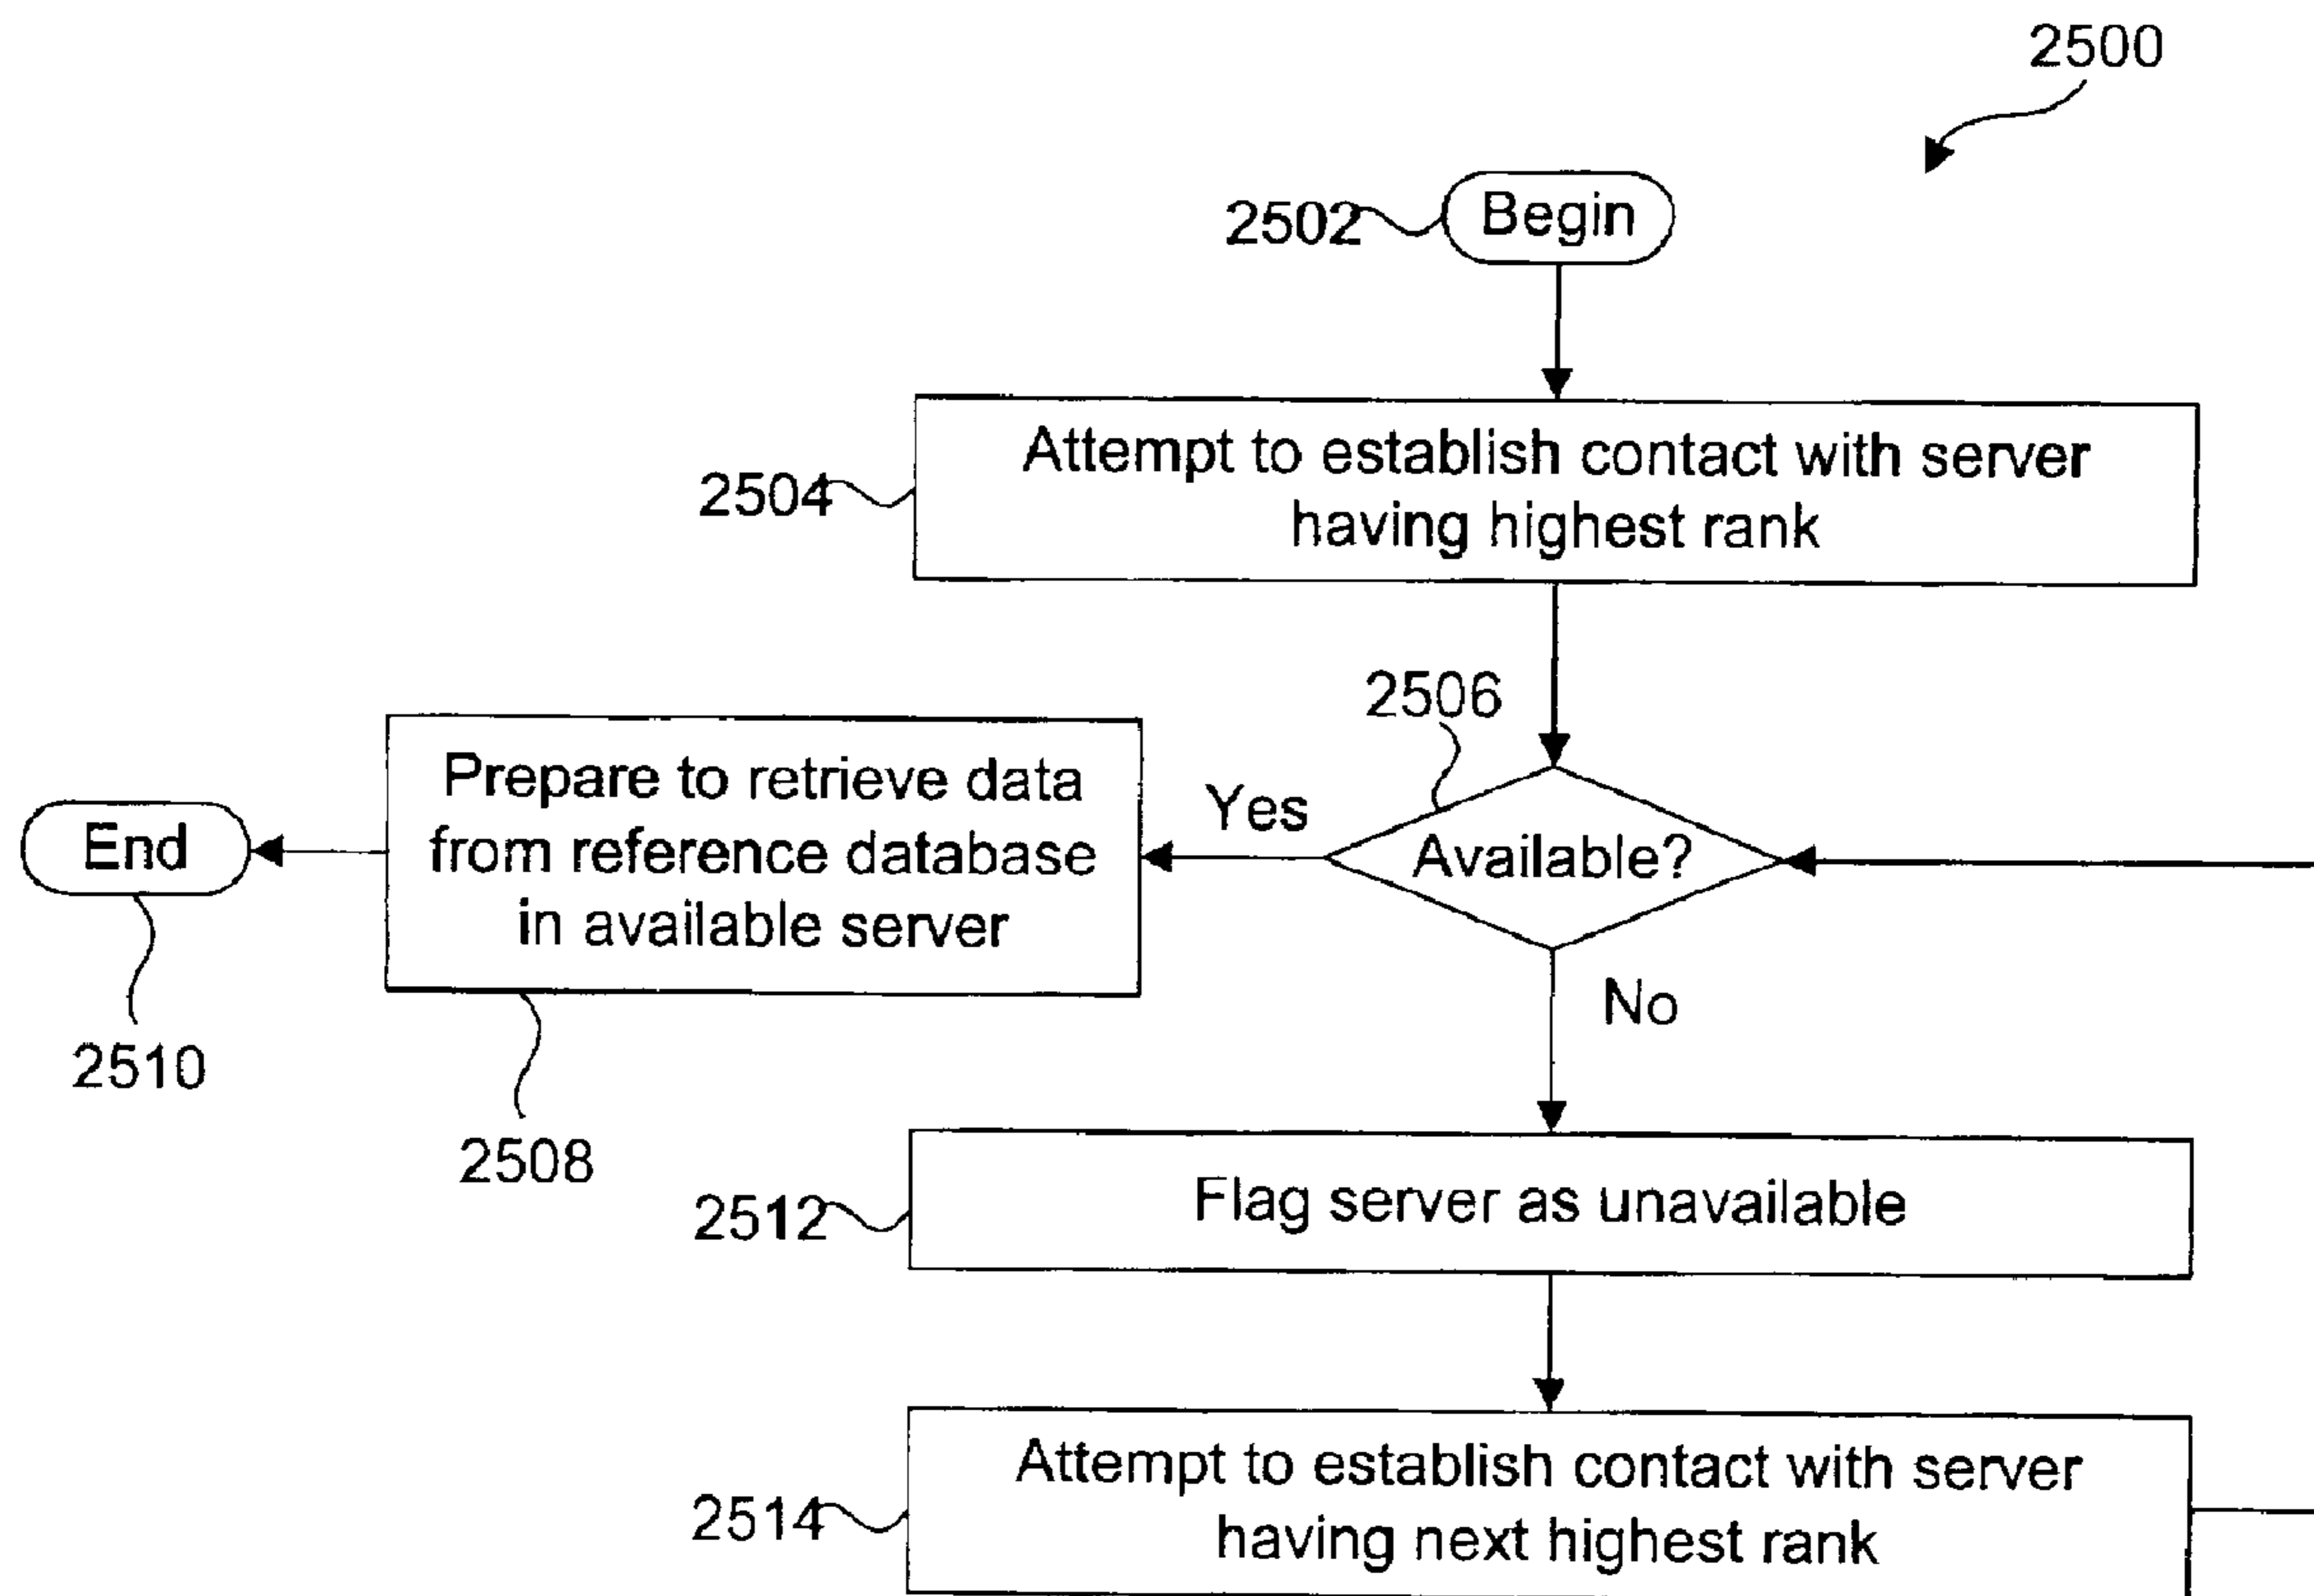 2500
2502
Begin
2504
Attempt to establish contact with server
having highest rank
2506
Available?
Yes
Prepare to retrieve data
from reference database
in available server
End
2510
2508
No
2512
Flag server as unavailable
2514
Attempt to establish contact with server
having next highest rank